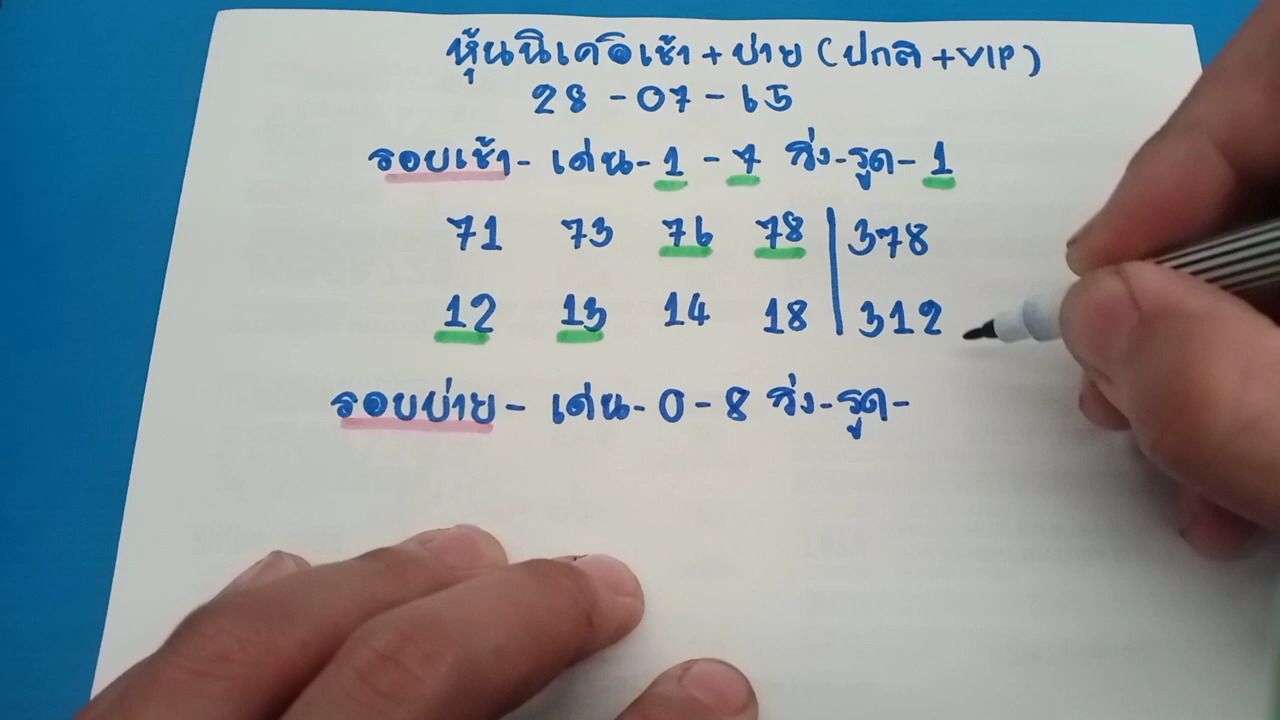 หุ้นนิเคอิเช้า + บ่าย (ปกติ + VIP)
28 - 07 - 65
รอบเช้า - เด่น - 1 - 7 วิ่ง - รูด - 1
71 73 76 78 | 378
12 13 14 18 | 312
รอบบ่าย - เด่น - 0 - 8 วิ่ง - รูด -